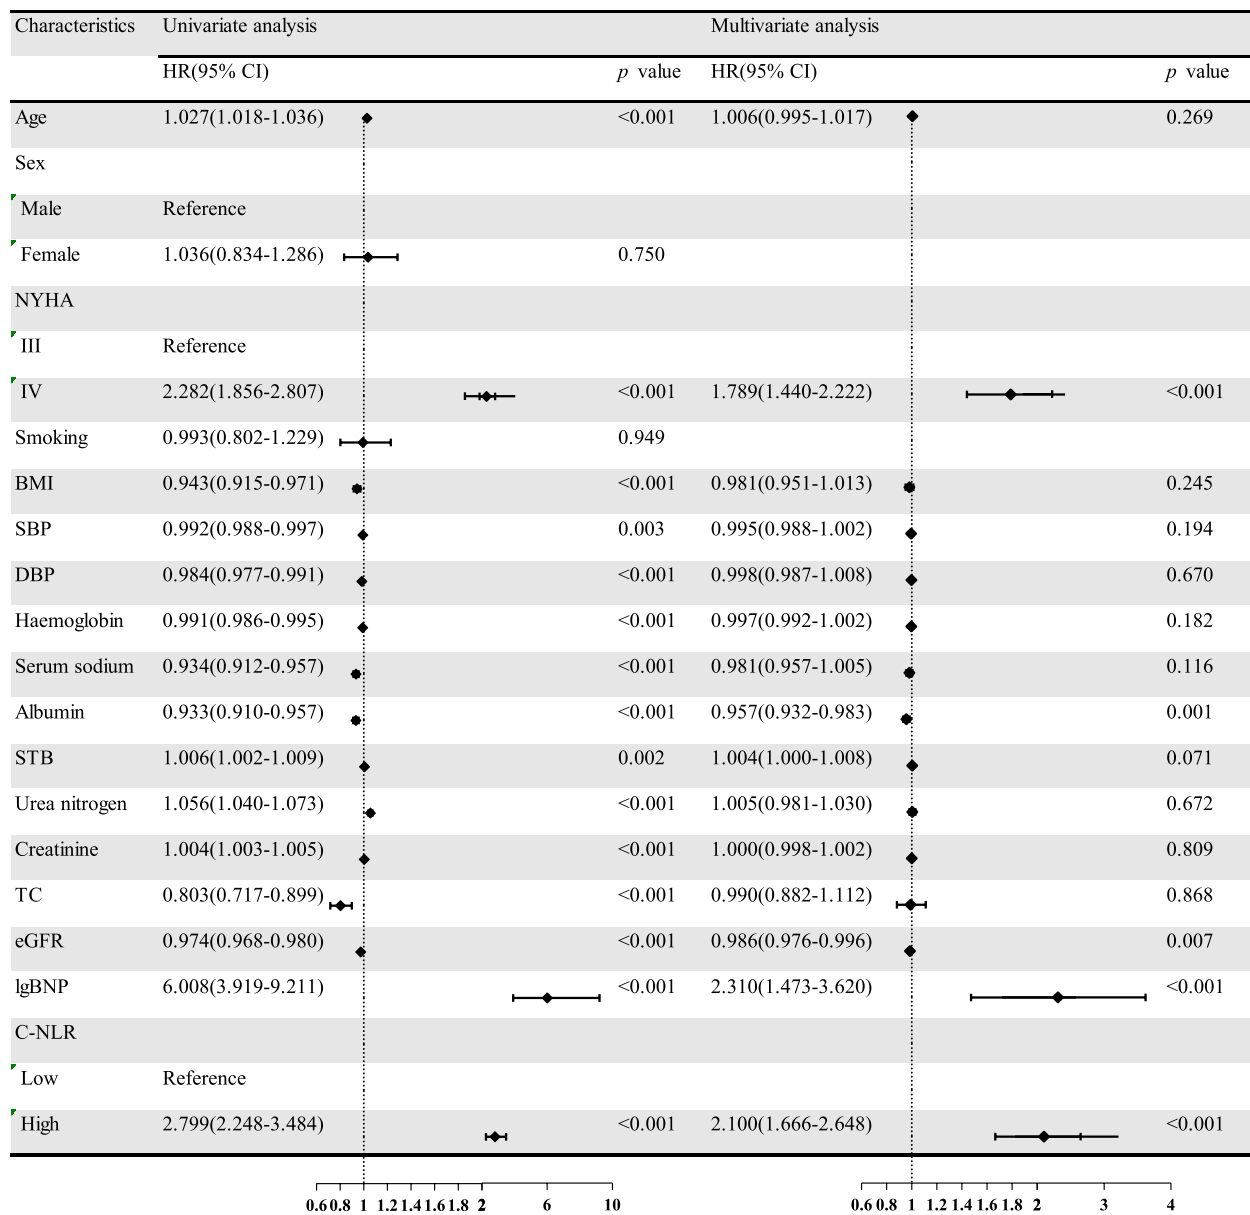 Characteristics Univariate analysis Multivariate analysis
HR(95% CI) p value HR(95% CI) p value
Age 1.027(1.018-1.036) <0.001 1.006(0.995-1.017) 0.269
Sex
Male Reference
Female 1.036(0.834-1.286) 0.750
NYHA
III Reference
IV 2.282(1.856-2.807) <0.001 1.789(1.440-2.222) <0.001
Smoking 0.993(0.802-1.229) 0.949
BMI 0.943(0.915-0.971) <0.001 0.981(0.951-1.013) 0.245
SBP 0.992(0.988-0.997) 0.003 0.995(0.988-1.002) 0.194
DBP 0.984(0.977-0.991) <0.001 0.998(0.987-1.008) 0.670
Haemoglobin 0.991(0.986-0.995) <0.001 0.997(0.992-1.002) 0.182
Serum sodium 0.934(0.912-0.957) <0.001 0.981(0.957-1.005) 0.116
Albumin 0.933(0.910-0.957) <0.001 0.957(0.932-0.983) 0.001
STB 1.006(1.002-1.009) 0.002 1.004(1.000-1.008) 0.071
Urea nitrogen 1.056(1.040-1.073) <0.001 1.005(0.981-1.030) 0.672
Creatinine 1.004(1.003-1.005) <0.001 1.000(0.998-1.002) 0.809
TC 0.803(0.717-0.899) <0.001 0.990(0.882-1.112) 0.868
eGFR 0.974(0.968-0.980) <0.001 0.986(0.976-0.996) 0.007
lgBNP 6.008(3.919-9.211) <0.001 2.310(1.473-3.620) <0.001
C-NLR
Low Reference
High 2.799(2.248-3.484) <0.001 2.100(1.666-2.648) <0.001
0.6 0.8 1 1.2 1.4 1.6 1.8 2 6 10 0.6 0.8 1 1.2 1.4 1.6 1.8 2 3 4